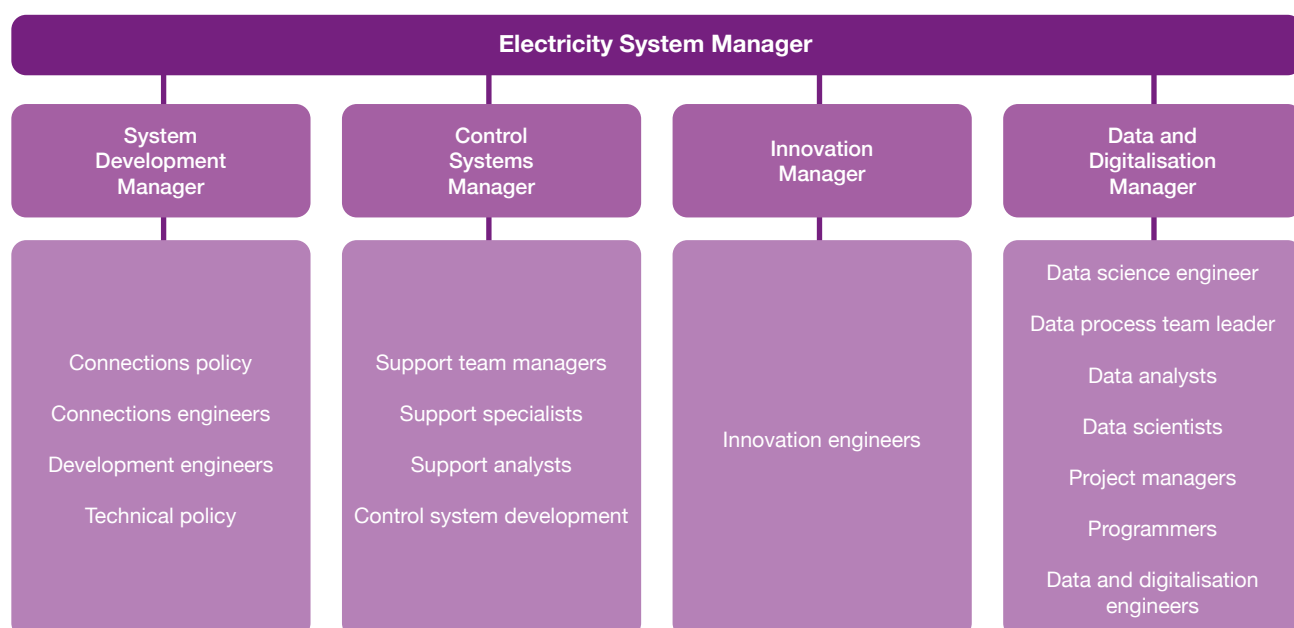 Electricity System Manager
System
Development
Manager
Control
Systems
Manager
Innovation
Manager
Data and
Digitalisation
Manager
Connections policy
Connections engineers
Development engineers
Technical policy
Support team managers
Support specialists
Support analysts
Control system development
Innovation engineers
Data science engineer
Data process team leader
Data analysts
Data scientists
Project managers
Programmers
Data and digitalisation
engineers